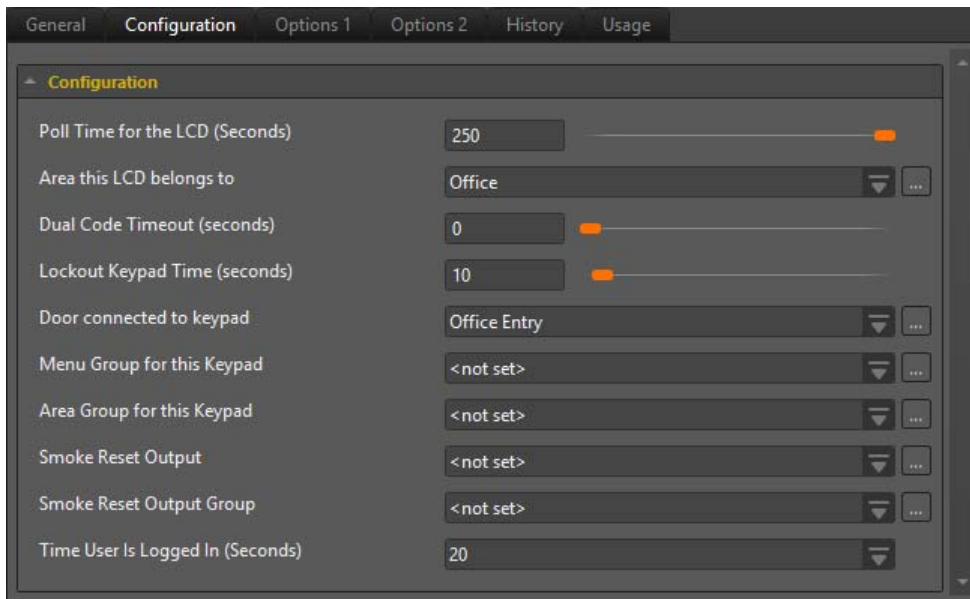 General Configuration Options 1 Options 2 History Usage
Configuration
Poll Time for the LCD (Seconds) 250
Area this LCD belongs to Office ...
Dual Code Timeout (seconds) 0
Lockout Keypad Time (seconds) 10
Door connected to keypad Office Entry ...
Menu Group for this Keypad <not set> ...
Area Group for this Keypad <not set> ...
Smoke Reset Output <not set> ...
Smoke Reset Output Group <not set> ...
Time User Is Logged In (Seconds) 20